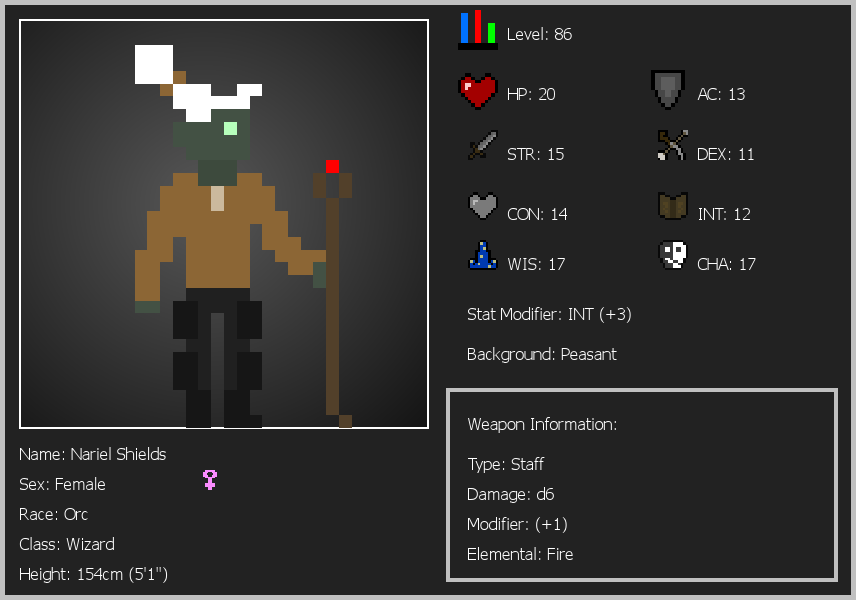 Level: 86
HP: 20
AC: 13
STR: 15
DEX: 11
CON: 14
INT: 12
WIS: 17
CHA: 17
Stat Modifier: INT (+3)
Background: Peasant
Weapon Information:
Type: Staff
Damage: d6
Modifier: (+1)
Elemental: Fire
Name: Nariel Shields
Sex: Female
Race: Orc
Class: Wizard
Height: 154cm (5'1")